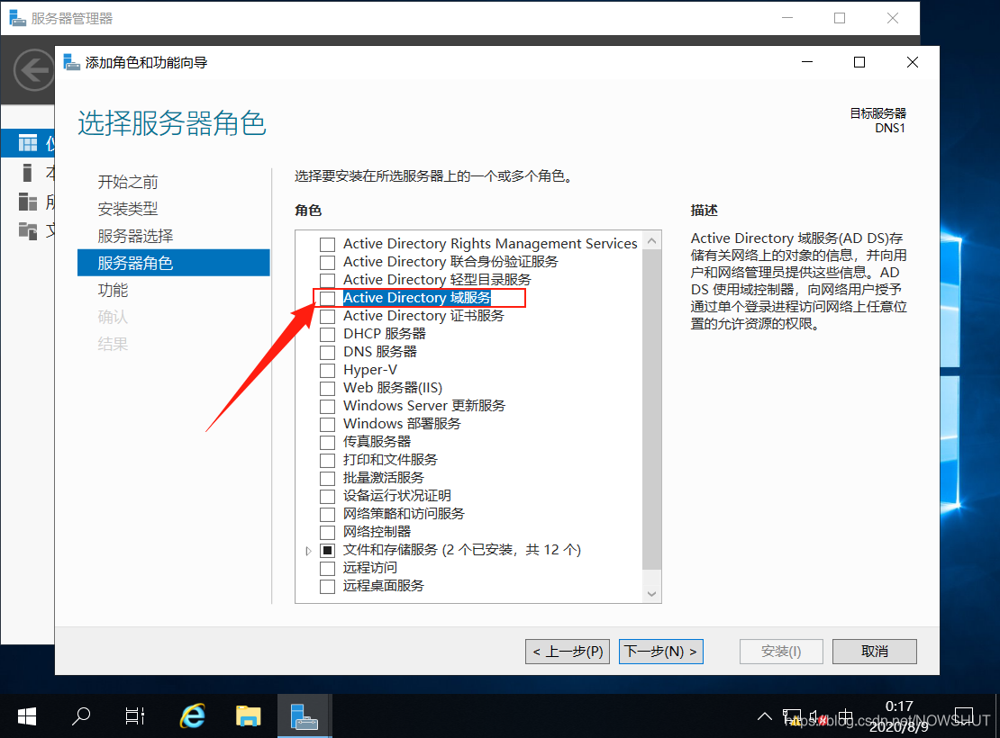 服务器管理器
添加角色和功能向导
选择服务器角色
目标服务器
DNS1
开始之前
安装类型
服务器选择
服务器角色
功能
确认
结果
选择要安装在所选服务器上的一个或多个角色。
角色
Active Directory Rights Management Services
Active Directory 联合身份验证服务
Active Directory 轻型目录服务
Active Directory 域服务
Active Directory 证书服务
DHCP 服务器
DNS 服务器
Hyper-V
Web 服务器(IIS)
Windows Server 更新服务
Windows 部署服务
传真服务器
打印和文件服务
批量激活服务
设备运行状况证明
网络策略和访问服务
网络控制器
文件和存储服务 (2 个已安装，共 12 个)
远程访问
远程桌面服务
描述
Active Directory 域服务(AD DS)存
储有关网络上的对象的信息，并向用
户和网络管理员提供这些信息。AD
DS 使用域控制器，向网络用户授予
通过单个登录进程访问网络上任意位
置的允许资源的权限。
< 上一步(P)
下一步(N) >
安装(I)
取消
中
0:17
2020/8/9
https://blog.csdn.net/NOWSHUT